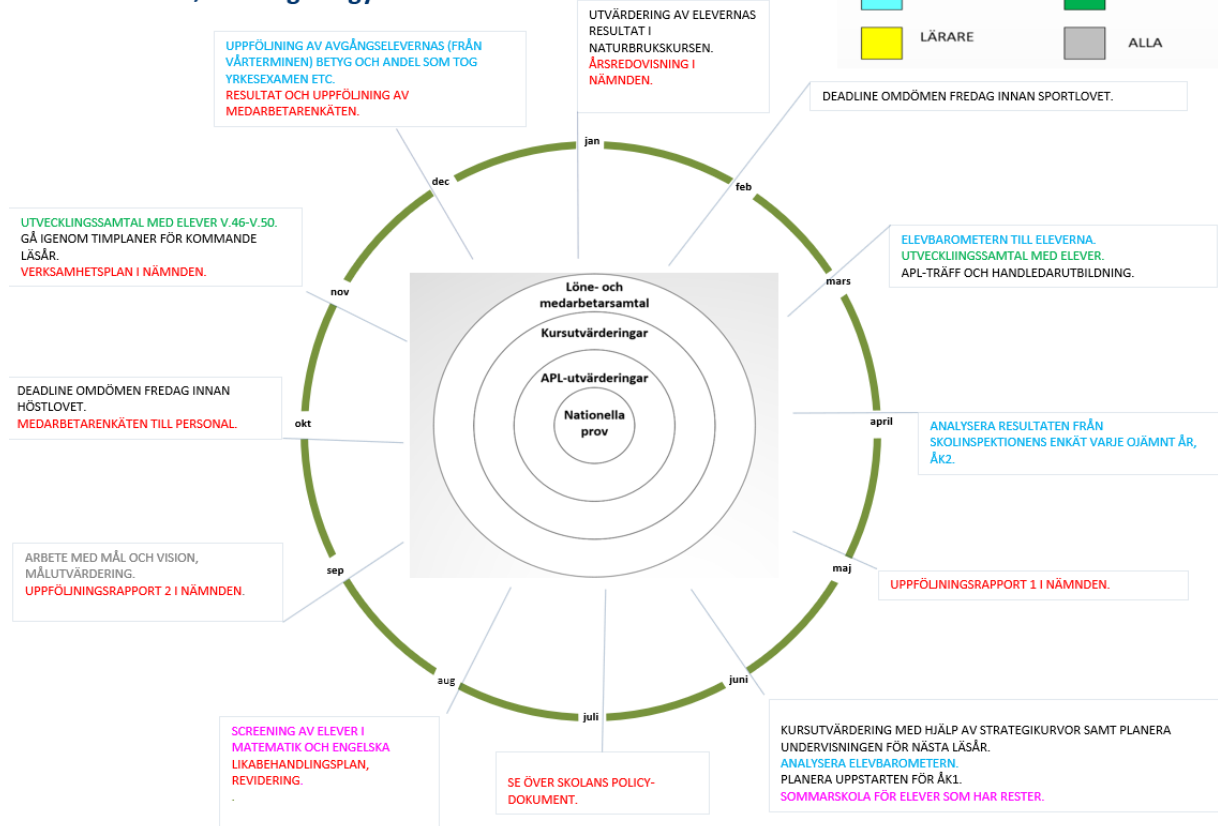 UTVÄRDERING AV ELEVERNAS
RESULTAT I
NATURBRUKSKURSEN.
ÅRSREDOVISNING I
NÄMNDEN.
LÄRARE
ALLA
UPPFÖLJNING AV AVGÅNGSELEVERNAS (FRÅN
VÅRTERMINEN) BETYG OCH ANDEL SOM TOG
YRKESEXAMEN ETC.
RESULTAT OCH UPPFÖLJNING AV
MEDARBETARENKÄTEN.
DEADLINE OMDÖMEN FREDAG INNAN SPORTLOVET.
jan
dec
feb
UTVECKLINGSSAMTAL MED ELEVER V.46-V.50.
GÅ IGENOM TIMPLANER FÖR KOMMANDE
LÄSÅR.
VERKSAMHETSPLAN I NÄMNDEN.
ELEVBAROMETERN TILL ELEVERNA.
UTVECKLIINGSSAMTAL MED ELEVER.
APL-TRÄFF OCH HANDLEDARUTBILDNING.
nov
mars
Löne- och
medarbetarsamtal
Kursutvärderingar
APL-utvärderingar
Nationella
prov
DEADLINE OMDÖMEN FREDAG INNAN
HÖSTLOVET.
MEDARBETARENKÄTEN TILL PERSONAL.
okt
april
ANALYSERA RESULTATEN FRÅN
SKOLINSPEKTIONENS ENKÄT VARJE OJÄMNT ÅR,
ÅK2.
ARBETE MED MÅL OCH VISION,
MÅLUTVÄRDERING.
UPPFÖLJNINGSRAPPORT 2 I NÄMNDEN.
sep
maj
UPPFÖLJNINGSRAPPORT 1 I NÄMNDEN.
aug
juni
juli
SCREENING AV ELEVER I
MATEMATIK OCH ENGELSKA
LIKABEHANDLINGSPLAN,
REVIDERING.
.
SE ÖVER SKOLANS POLICY-
DOKUMENT.
KURSUTVÄRDERING MED HJÄLP AV STRATEGIKURVOR SAMT PLANERA
UNDERVISNINGEN FÖR NÄSTA LÄSÅR.
ANALYSERA ELEVBAROMETERN.
PLANERA UPPSTARTEN FÖR ÅK1.
SOMMARSKOLA FÖR ELEVER SOM HAR RESTER.